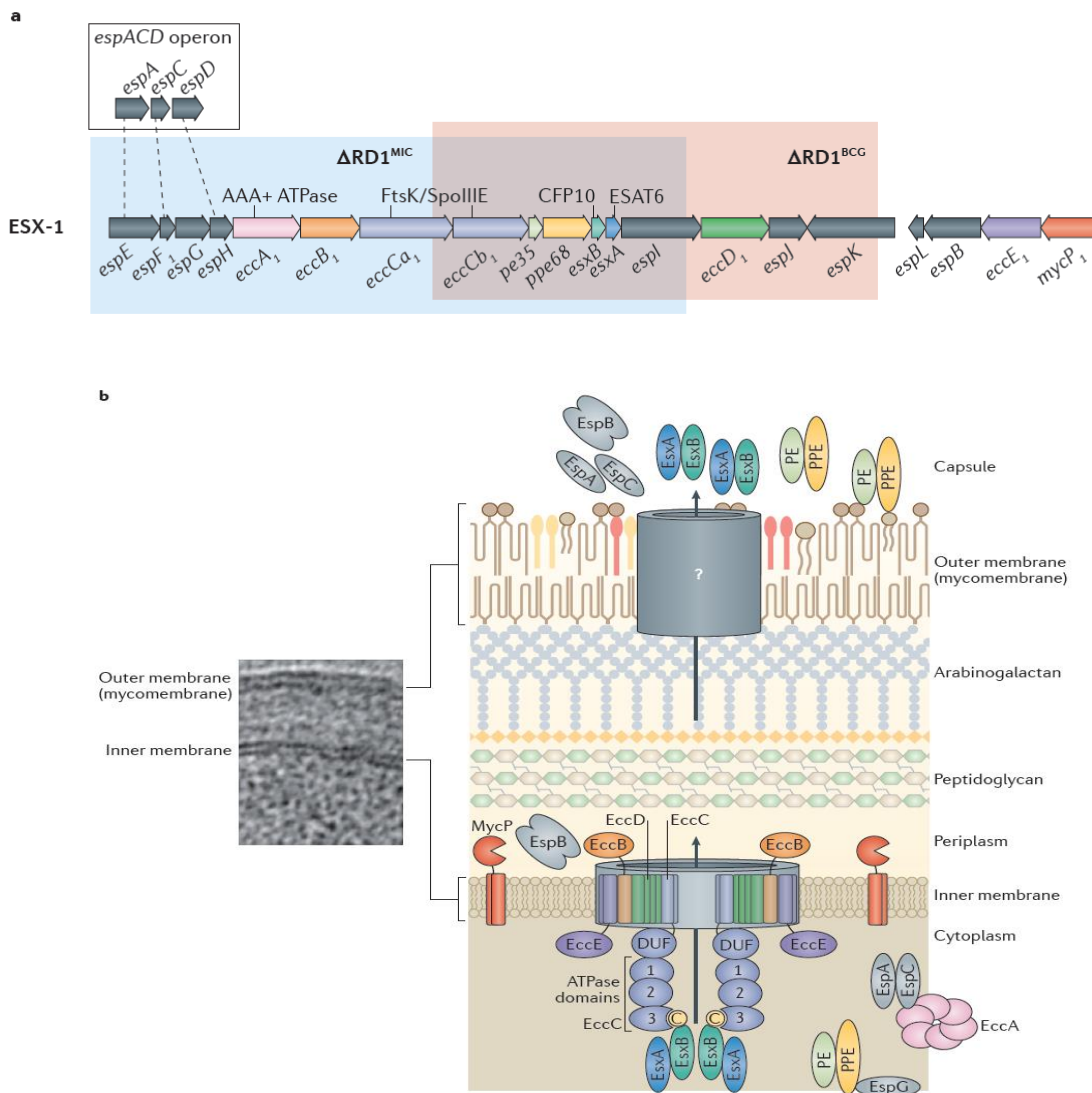 a
espACD operon
espA
espC
espD
ΔRD1MIC
ΔRD1BCG
AAA+ ATPase
FtsK/SpoIIIE
CFP10
ESAT6
ESX-1
espE
espF1
espG
espH
eccA1
eccB1
eccCa1
eccCb1
pe35
ppe68
esxB
esxA
espI
eccD1
espJ
espK
espL
espB
eccE1
mycP1
b
EspB
EspA
EspC
EsxA
EsxB
EsxA
EsxB
PE
PPE
PE
PPE
Capsule
?
Outer membrane
(mycomembrane)
Outer membrane
(mycomembrane)
Arabinogalactan
Inner membrane
Peptidoglycan
MycP
EspB
EccB
EccD
EccC
EccB
Periplasm
Inner membrane
Cytoplasm
EccE
DUF
DUF
EccE
ATPase
domains
EccC
1
2
3
C
1
2
3
C
EsxA
EsxB
EsxB
EsxA
EspA
EspC
EccA
PE
PPE
EspG